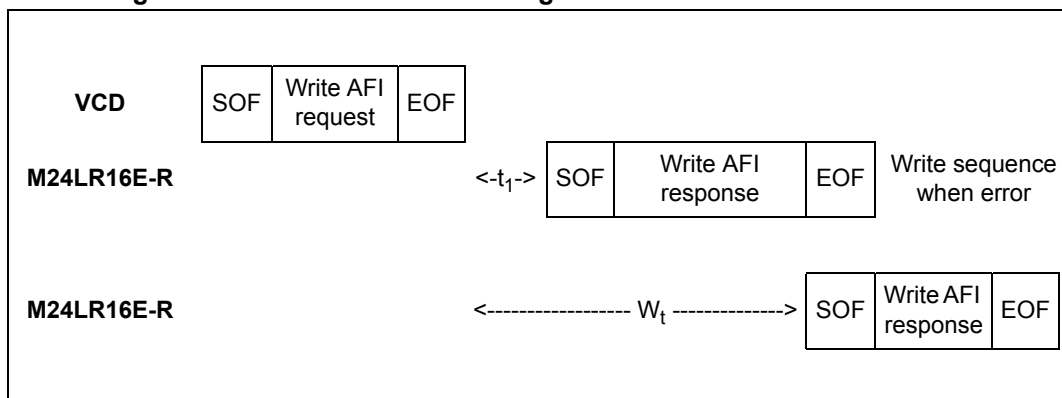 VCD SOF Write AFI request EOF
M24LR16E-R <-t1-> SOF Write AFI response EOF Write sequence when error
M24LR16E-R <------------------ Wt --------------> SOF Write AFI response EOF